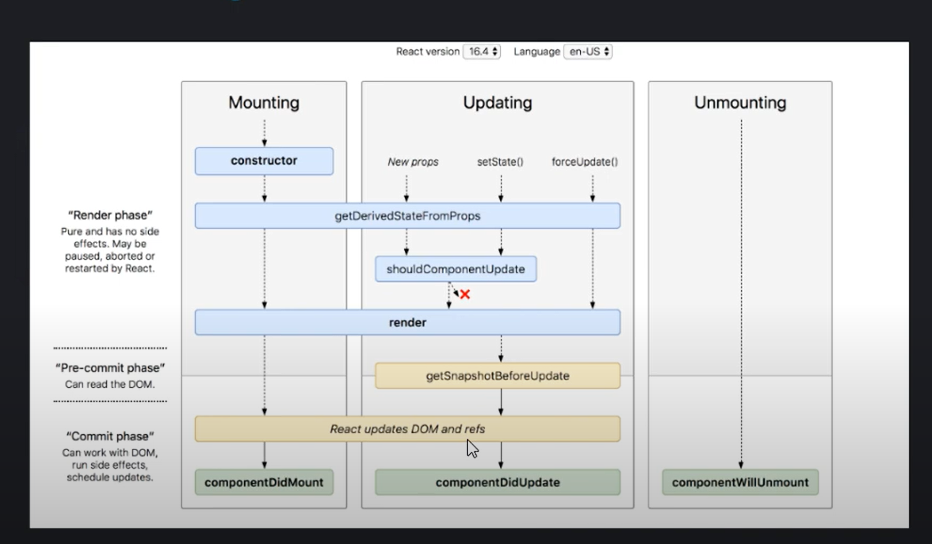 React version 16.4 Language en-US
Mounting
Updating
Unmounting
constructor
New props
setState()
forceUpdate()
"Render phase"
Pure and has no side
effects. May be
paused, aborted or
restarted by React.
getDerivedStateFromProps
shouldComponentUpdate
render
"Pre-commit phase"
Can read the DOM.
getSnapshotBeforeUpdate
"Commit phase"
Can work with DOM,
run side effects,
schedule updates.
React updates DOM and refs
componentDidMount
componentDidUpdate
componentWillUnmount